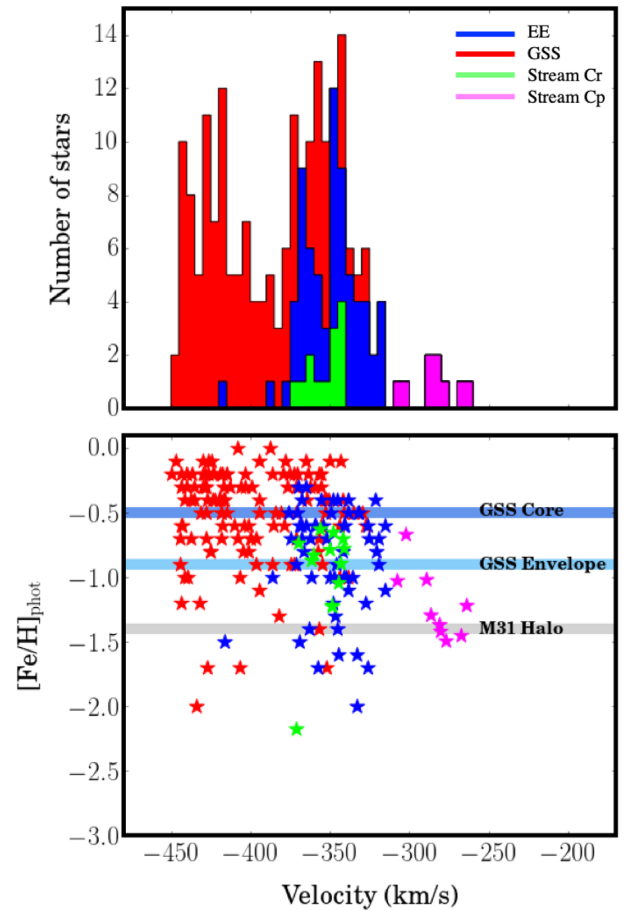 14
12
10
8
6
4
2
0
Number of stars
EE
GSS
Stream Cr
Stream Cp
0.0
−0.5
−1.0
−1.5
−2.0
−2.5
−3.0
[Fe/H]phot
GSS Core
GSS Envelope
M31 Halo
−450 −400 −350 −300 −250 −200
Velocity (km/s)